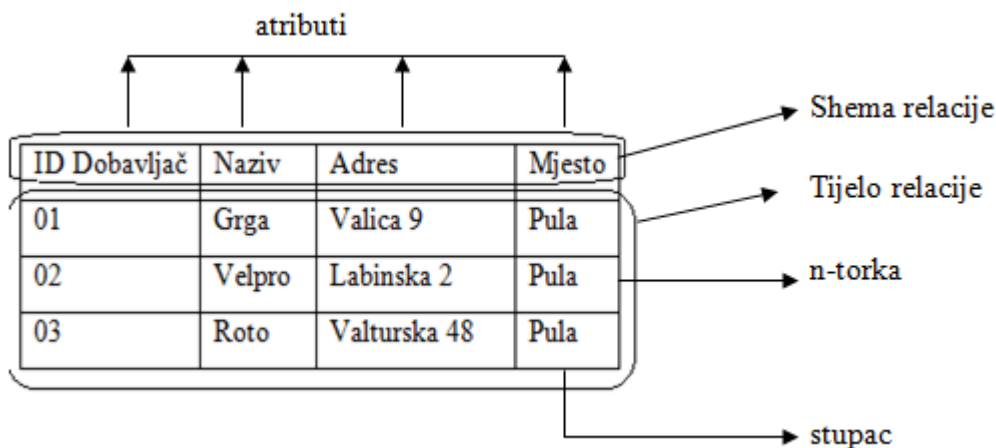 atributi
Shema relacije
ID Dobavljač Naziv Adres Mjesto
Tijelo relacije
01 Grga Valica 9 Pula
02 Velpro Labinska 2 Pula
n-torka
03 Roto Valturska 48 Pula
stupac